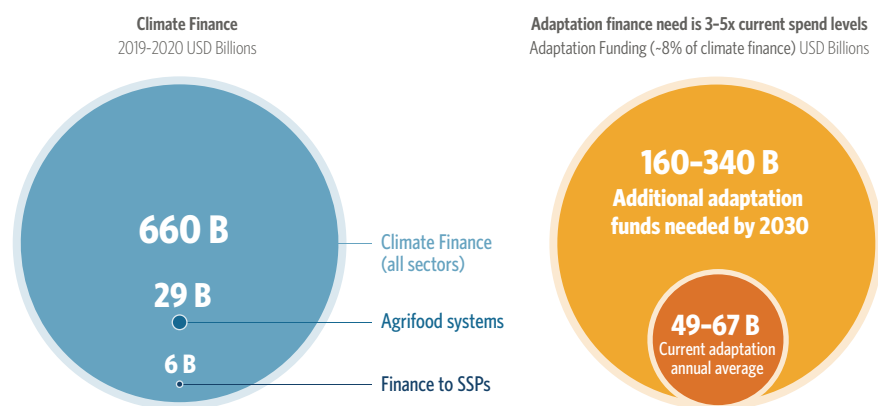 Climate Finance
2019-2020 USD Billions
660 B
29 B
6 B
Climate Finance
(all sectors)
Agrifood systems
Finance to SSPs
Adaptation finance need is 3–5x current spend levels
Adaptation Funding (~8% of climate finance) USD Billions
160–340 B
Additional adaptation
funds needed by 2030
49–67 B
Current adaptation
annual average